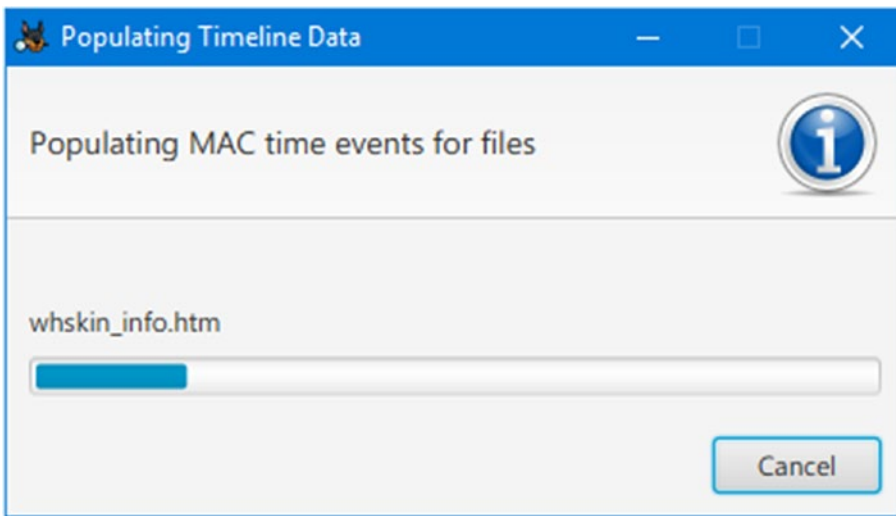 Populating Timeline Data
Populating MAC time events for files
whskin_info.htm
Cancel